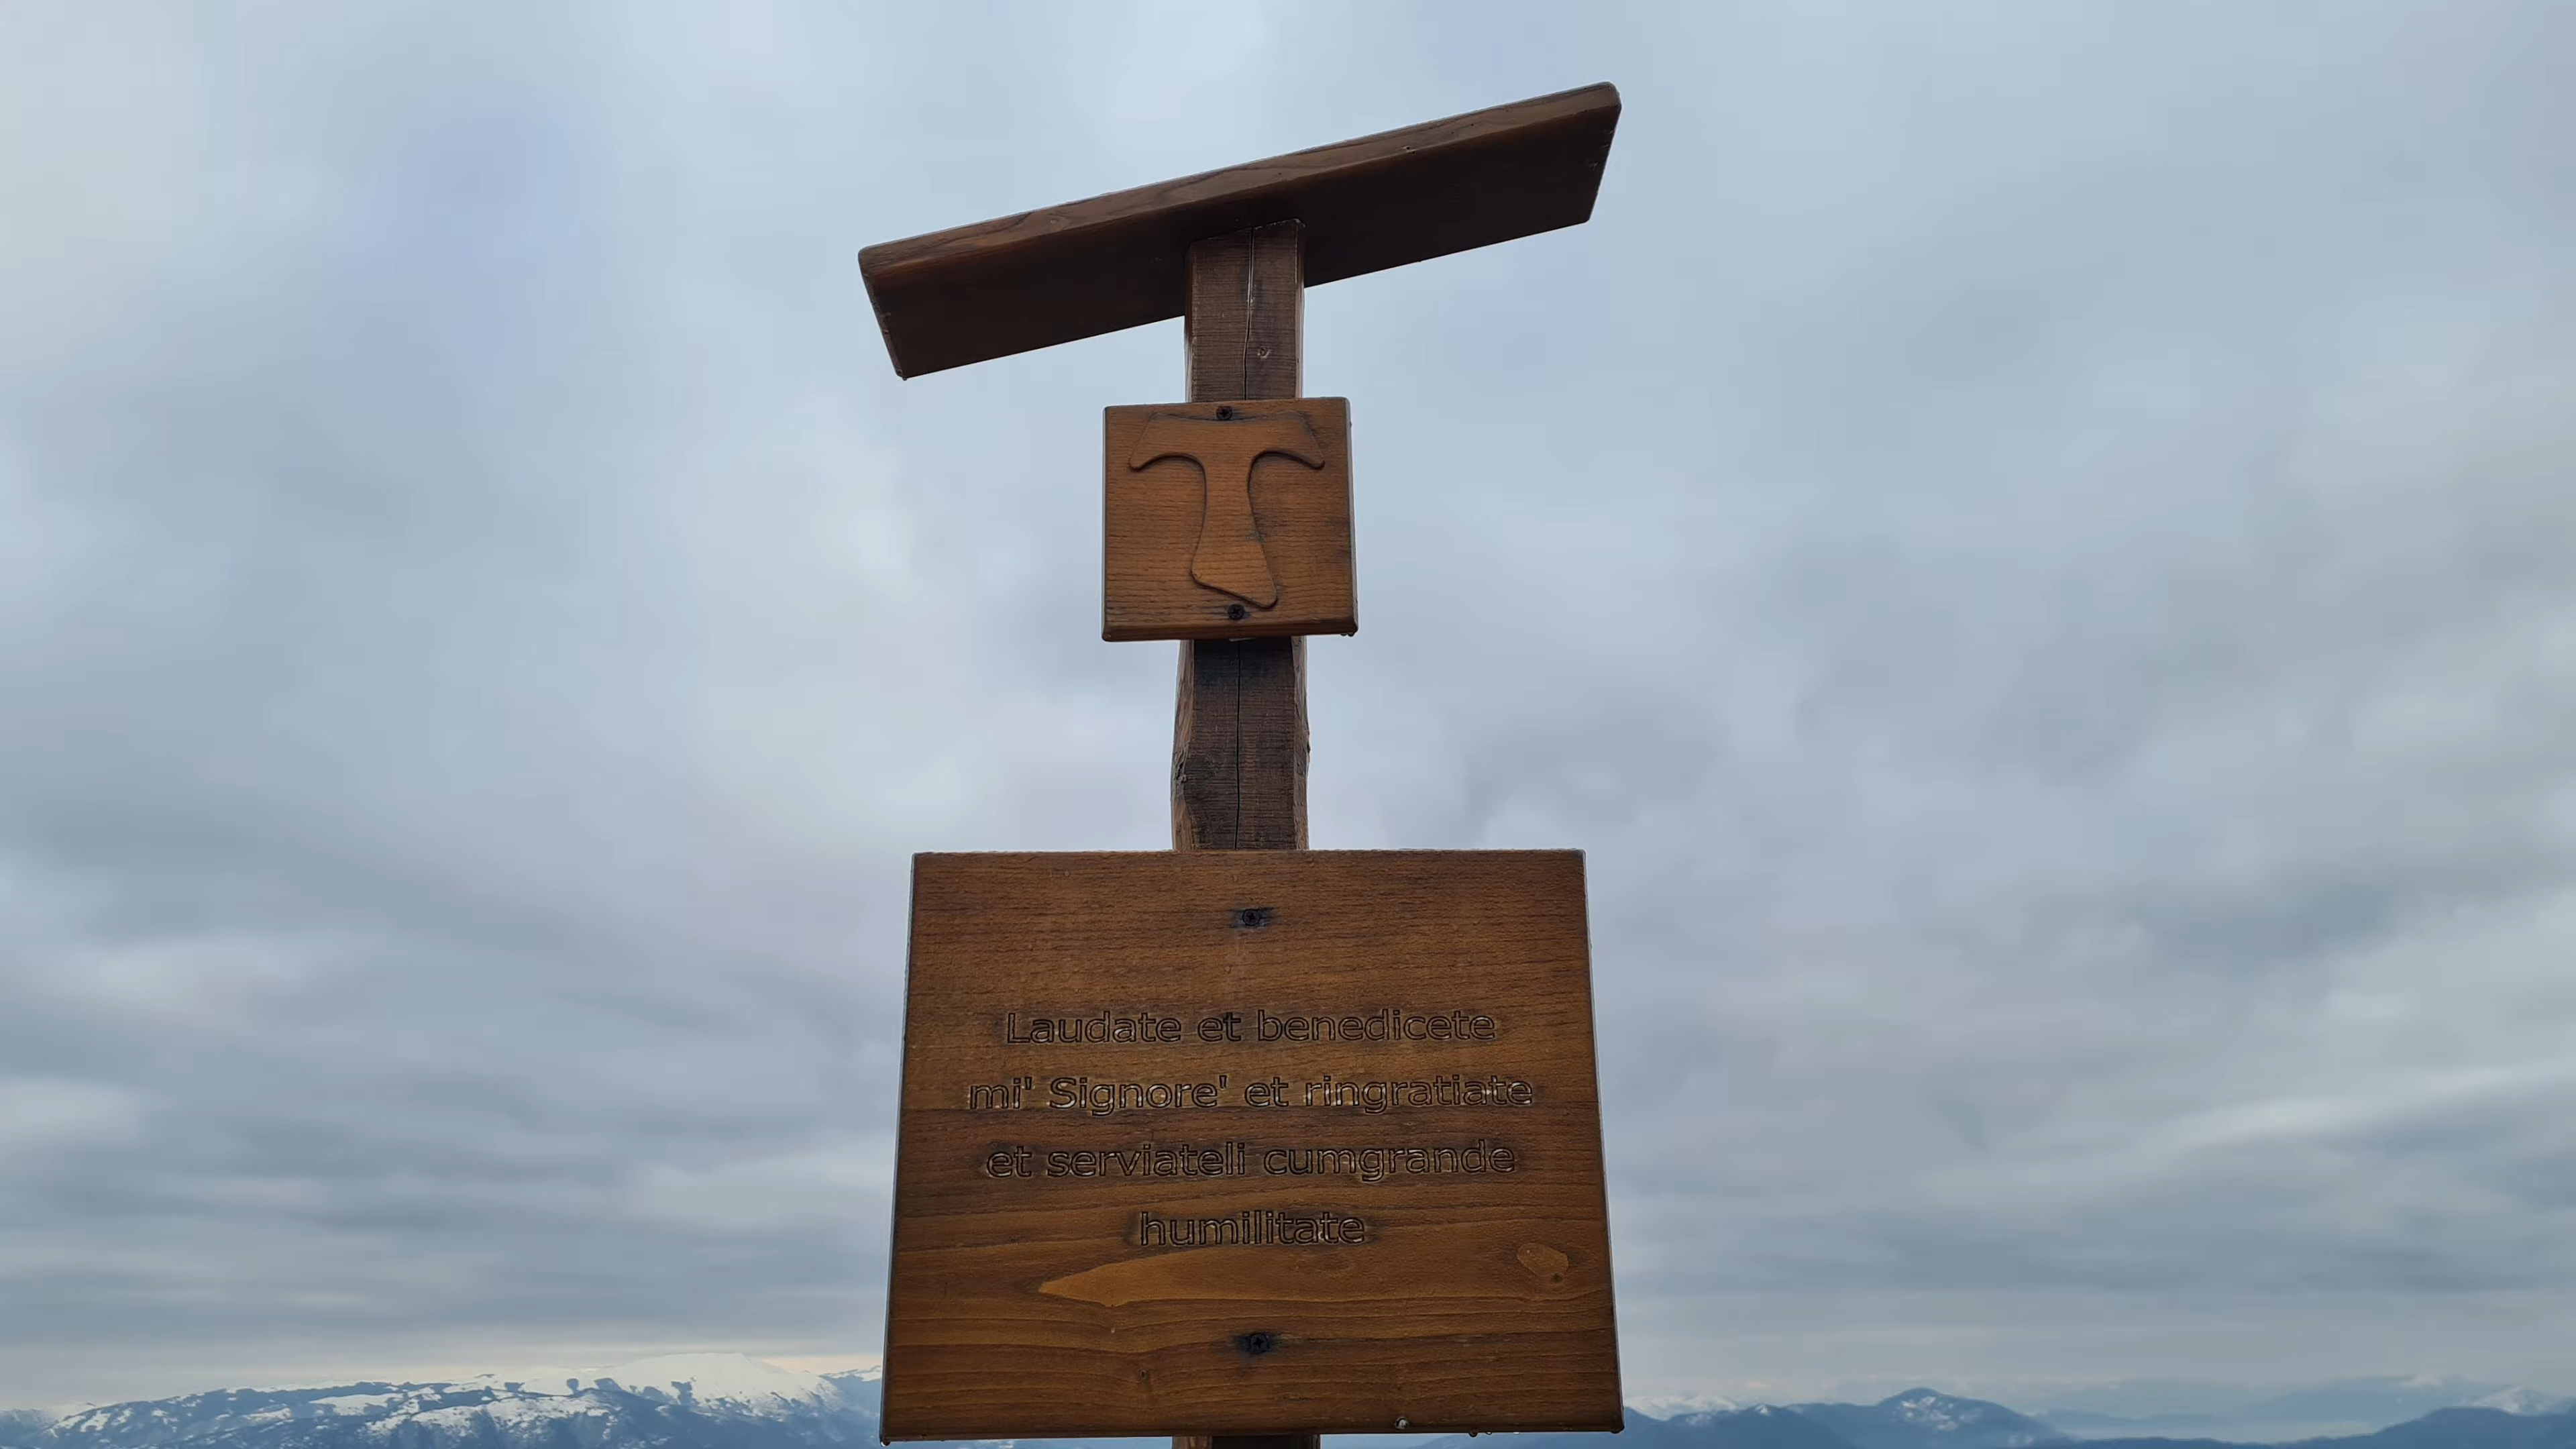 Laudate et benedicete
mi' Signore' et ringratiate
et serviateli cumgrande
humilitate